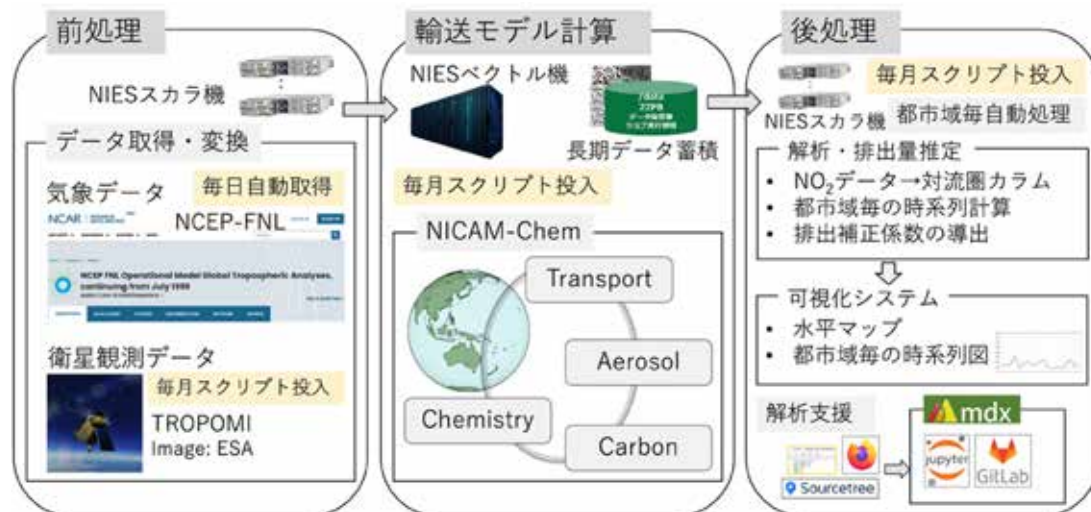 前処理
NIESスカラ機
データ取得・変換
気象データ
毎日自動取得
NCAR
NCEP-FNL
NCEP FNL Operational Model Global Tropospheric Analyses,
continuing from July 1999
衛星観測データ
毎月スクリプト投入
TROPOMI
Image: ESA
輸送モデル計算
NIESベクトル機
長期データ蓄積
毎月スクリプト投入
NICAM-Chem
Transport
Aerosol
Chemistry
Carbon
後処理
毎月スクリプト投入
NIESスカラ機
都市域毎自動処理
解析・排出量推定
• NO₂データ→対流圏カラム
• 都市域毎の時系列計算
• 排出補正係数の導出
可視化システム
• 水平マップ
• 都市域毎の時系列図
解析支援
Sourcetree
mdx
jupyter
GitLab